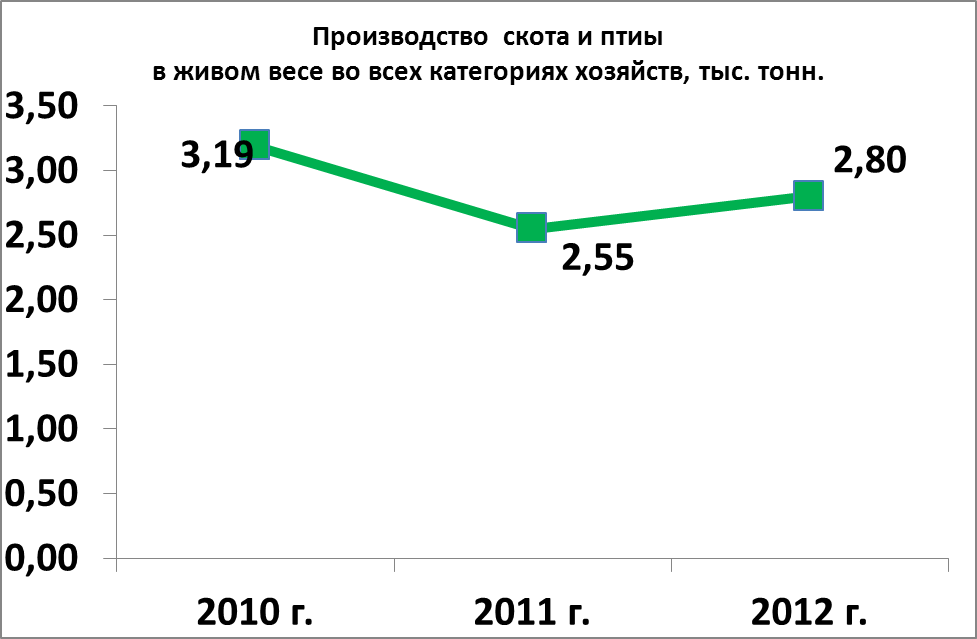 Производство  скота и птиы
в живом весе во всех категориях хозяйств, тыс. тонн.
3,50
3,00
2,50
2,00
1,50
1,00
0,50
0,00
3,19
2,55
2,80
2010 г.
2011 г.
2012 г.